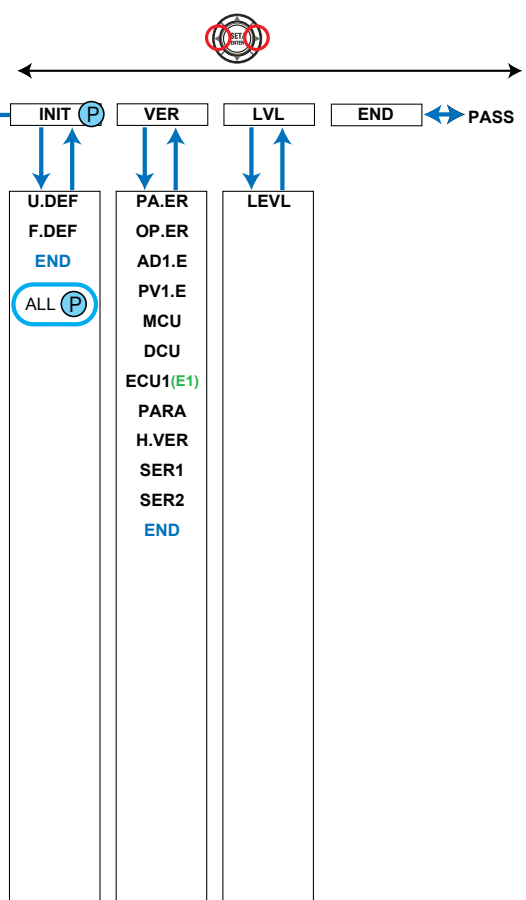 SET/
ENTER
INIT P
VER
LVL
END
PASS
U.DEF
F.DEF
END
ALL P
PA.ER
OP.ER
AD1.E
PV1.E
MCU
DCU
ECU1(E1)
PARA
H.VER
SER1
SER2
END
LEVL